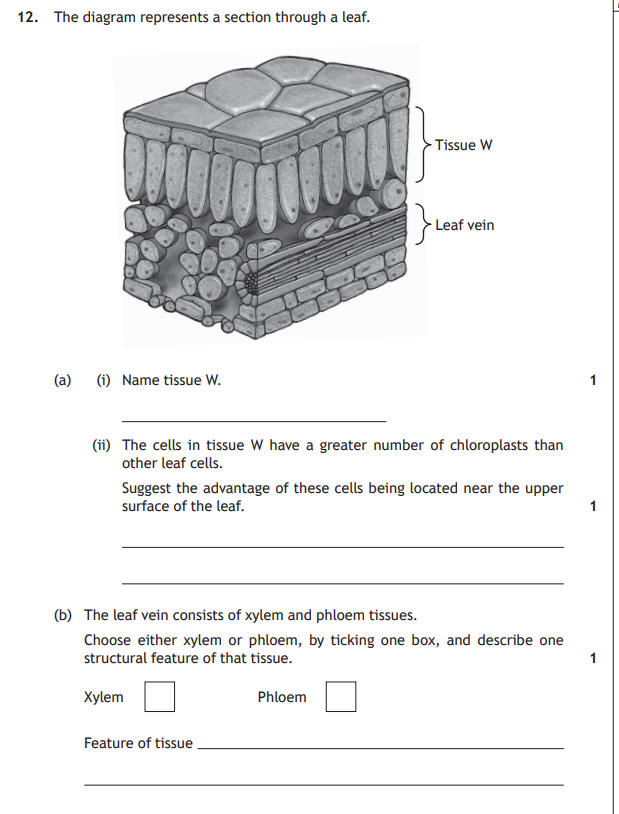 12. The diagram represents a section through a leaf.
Tissue W
Leaf vein
(a) (i) Name tissue W. 1
(ii) The cells in tissue W have a greater number of chloroplasts than
other leaf cells.
Suggest the advantage of these cells being located near the upper
surface of the leaf. 1
(b) The leaf vein consists of xylem and phloem tissues.
Choose either xylem or phloem, by ticking one box, and describe one
structural feature of that tissue. 1
Xylem Phloem
Feature of tissue